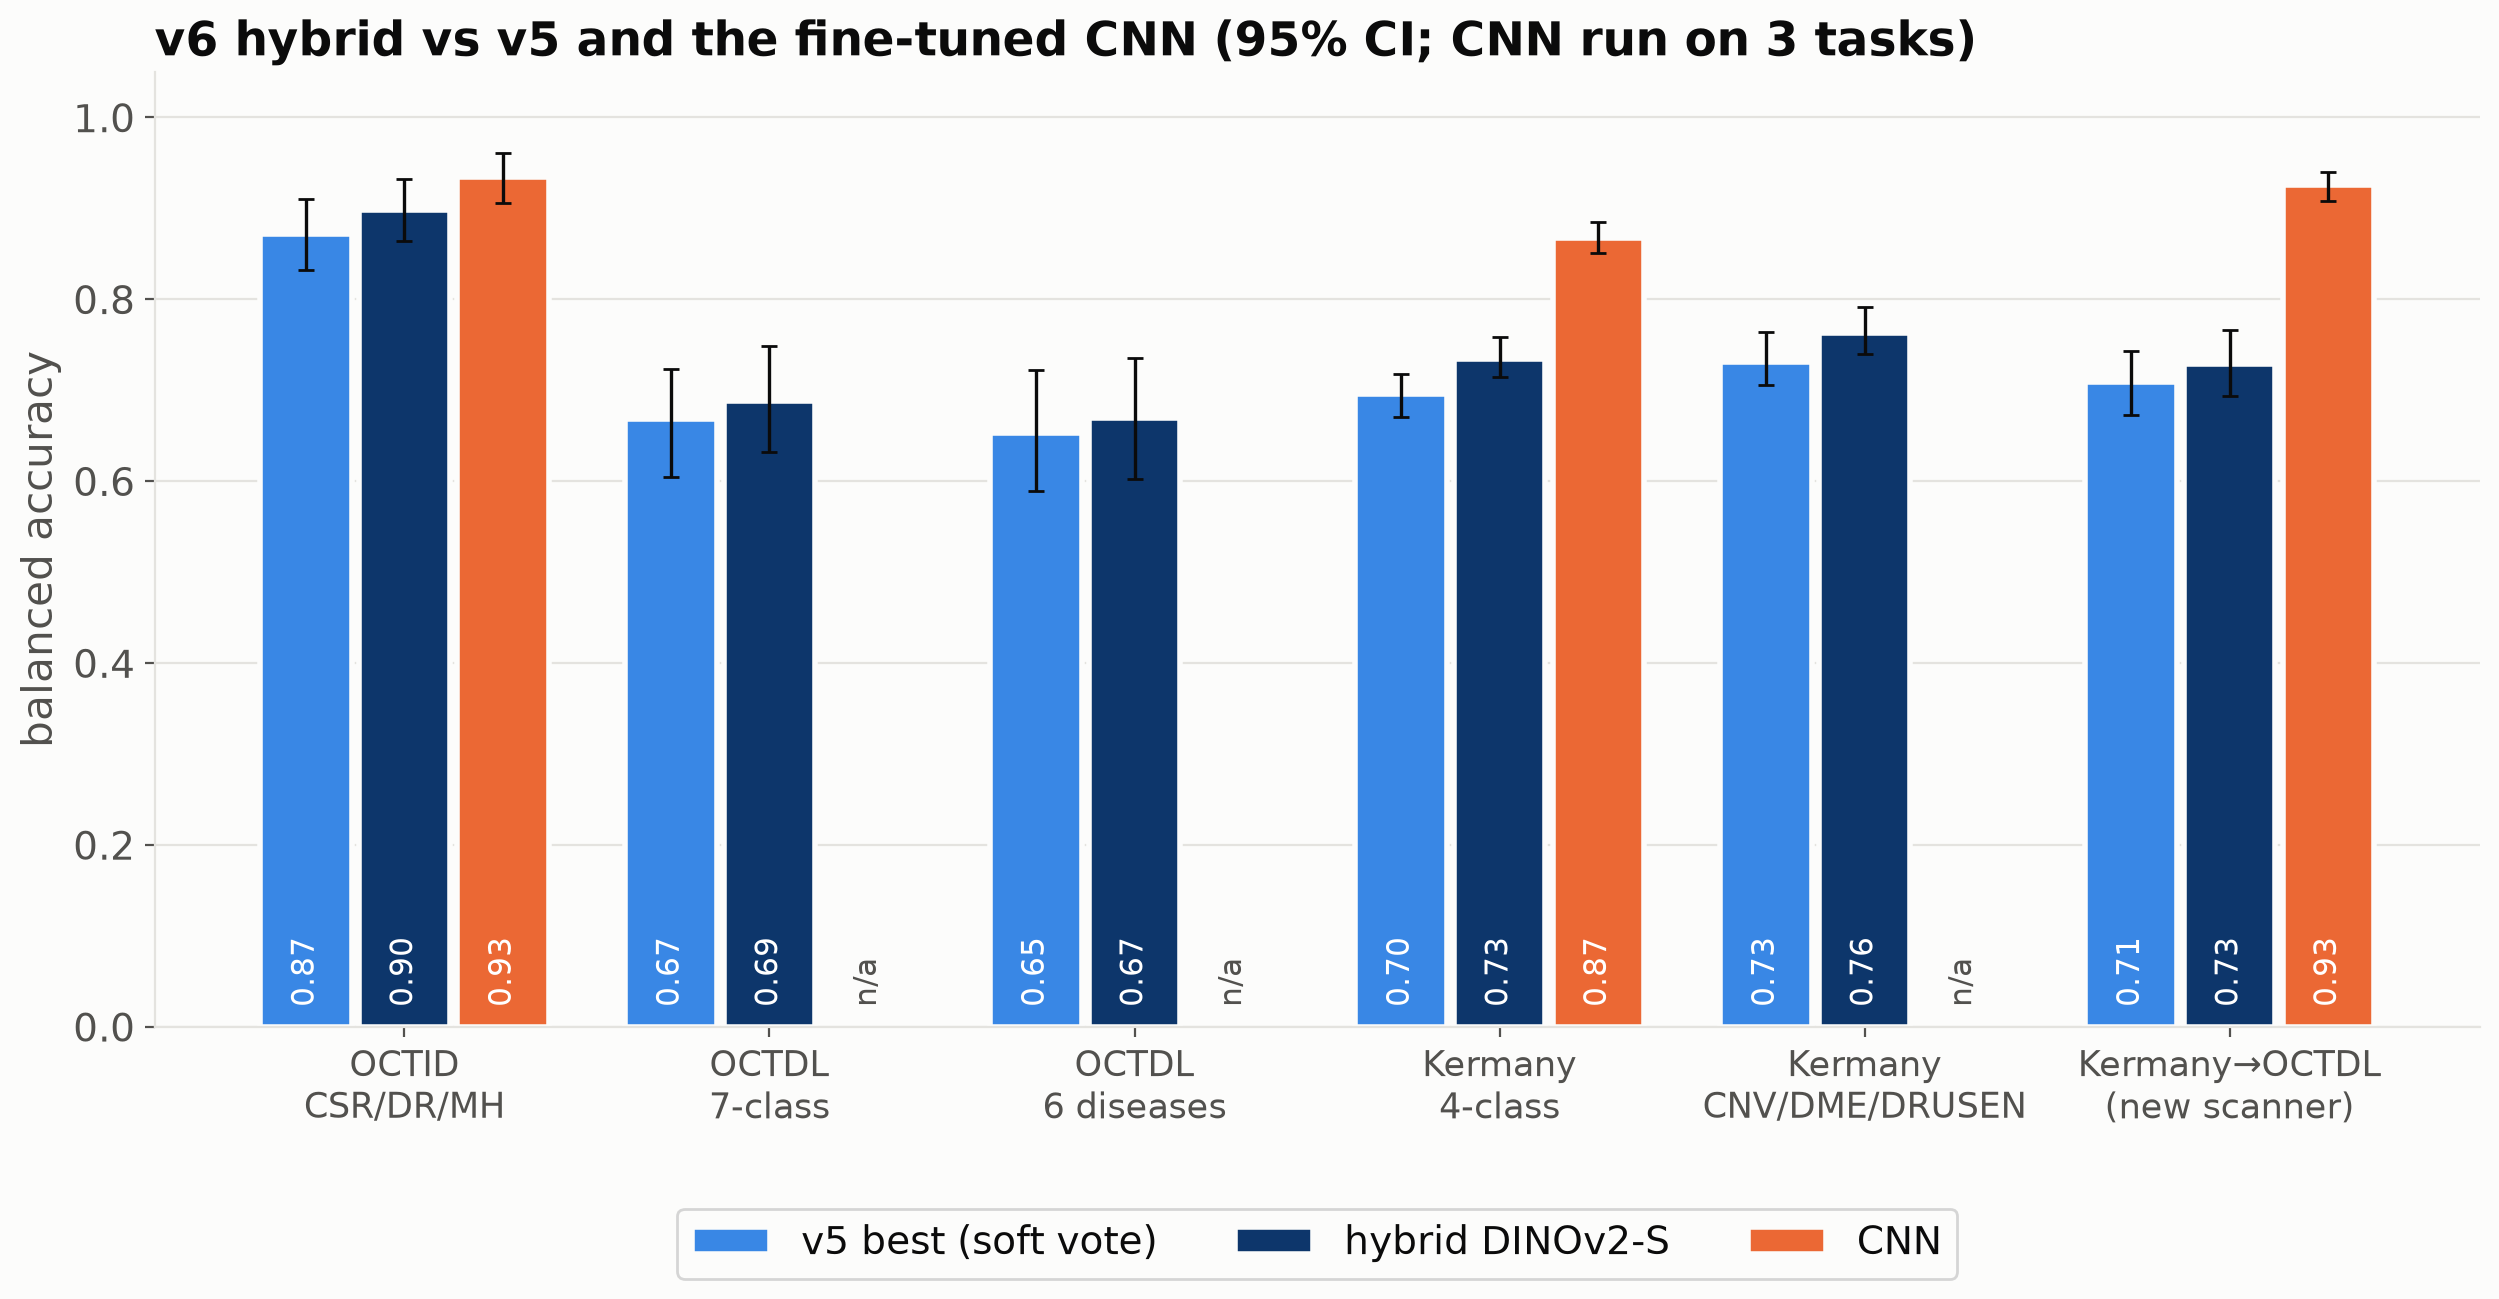 v6 hybrid vs v5 and the fine-tuned CNN (95% CI; CNN run on 3 tasks)
balanced accuracy
1.0
0.8
0.6
0.4
0.2
0.0
0.87
0.90
0.93
0.67
0.69
n/a
0.65
0.67
n/a
0.70
0.73
0.87
0.73
0.76
n/a
0.71
0.73
0.93
OCTID
CSR/DR/MH
OCTDL
7-class
OCTDL
6 diseases
Kermany
4-class
Kermany
CNV/DME/DRUSEN
Kermany→OCTDL
(new scanner)
v5 best (soft vote)
hybrid DINOv2-S
CNN